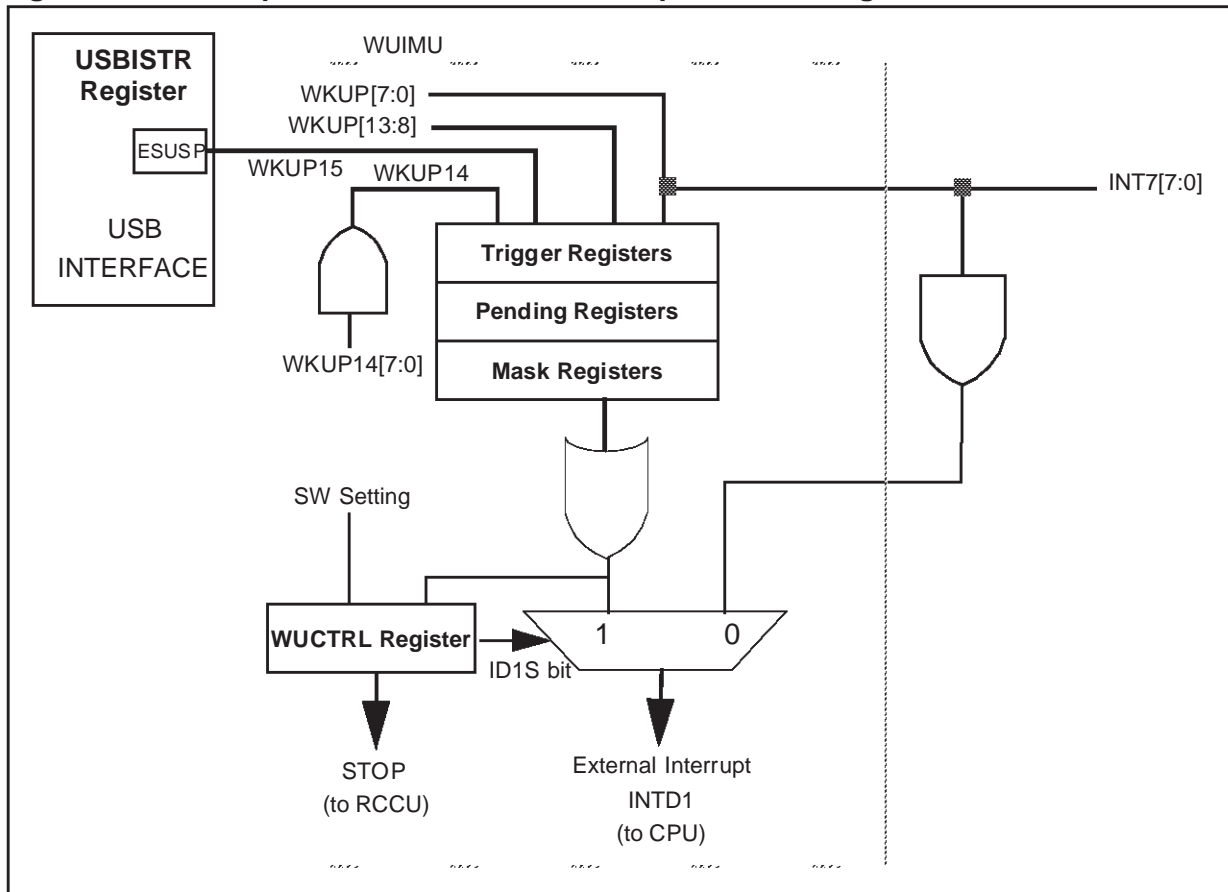 WUIMU
USBISTR
Register
WKUP[7:0]
WKUP[13:8]
ESUSP
WKUP15
WKUP14
INT7[7:0]
USB
INTERFACE
Trigger Registers
Pending Registers
Mask Registers
WKUP14[7:0]
SW Setting
WUCTRL Register
1
0
ID1S bit
STOP
(to RCCU)
External Interrupt
INTD1
(to CPU)